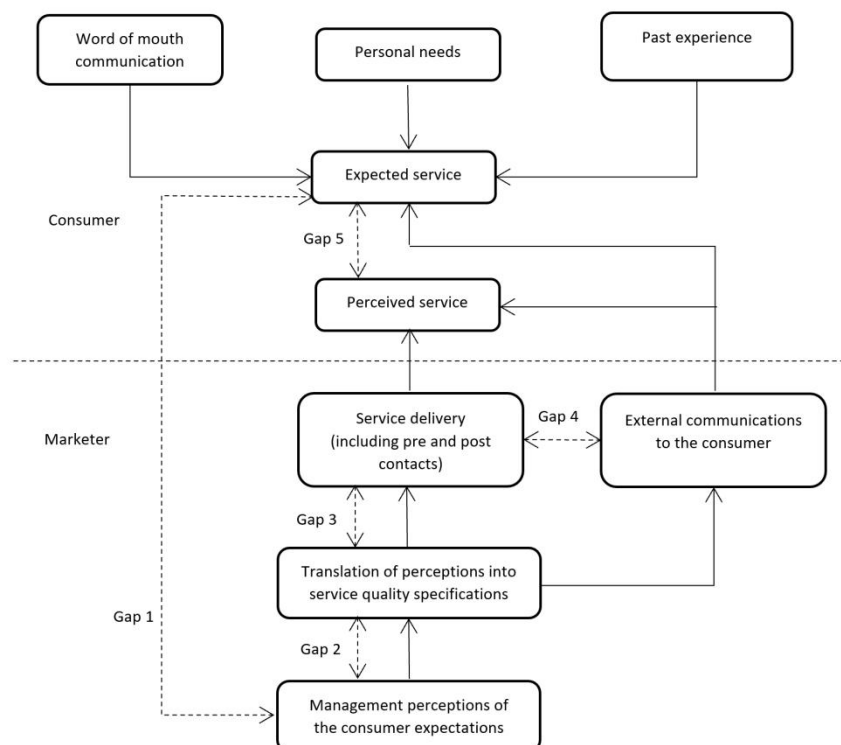 Word of mouth
communication
Personal needs
Past experience
Expected service
Consumer
Gap 5
Perceived service
Marketer
Service delivery
(including pre and post
contacts)
Gap 4
External communications
to the consumer
Gap 3
Translation of perceptions into
service quality specifications
Gap 1
Gap 2
Management perceptions of
the consumer expectations